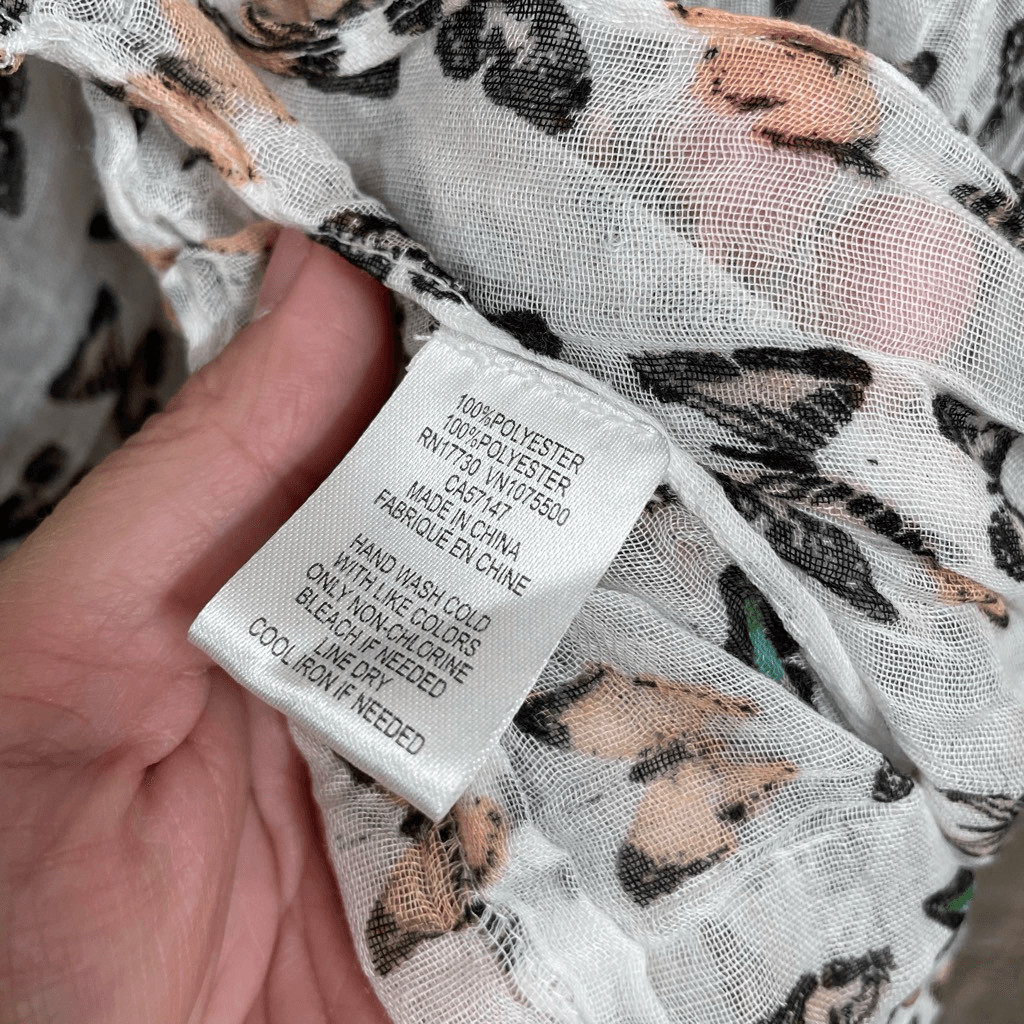 100%POLYESTER
100%POLYESTER
RN17730 VN1075500
CA57147
MADE IN CHINA
FABRIQUE EN CHINE
HAND WASH COLD
WITH LIKE COLORS
ONLY NON-CHLORINE
BLEACH IF NEEDED
LINE DRY
COOL IRON IF NEEDED